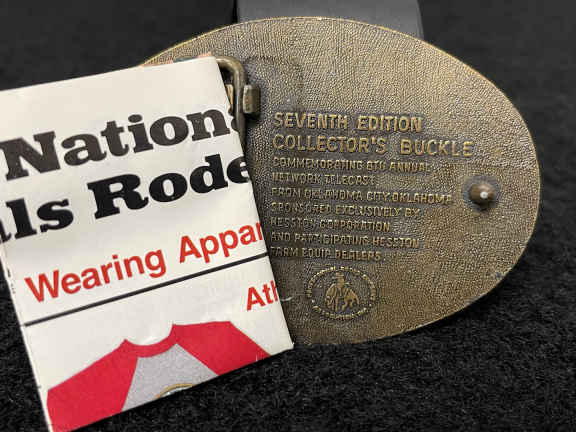 Nation
ls Rode
Wearing Appar
Ath
SEVENTH EDITION
COLLECTOR'S BUCKLE
COMMEMORATING 8TH ANNUAL
NETWORK TELECAST
FROM OKLAHOMA CITY, OKLAHOMA
SPONSORED EXCLUSIVELY BY
HESSTON CORPORATION
AND PARTICIPATING HESSTON
FARM EQUIP. DEALERS